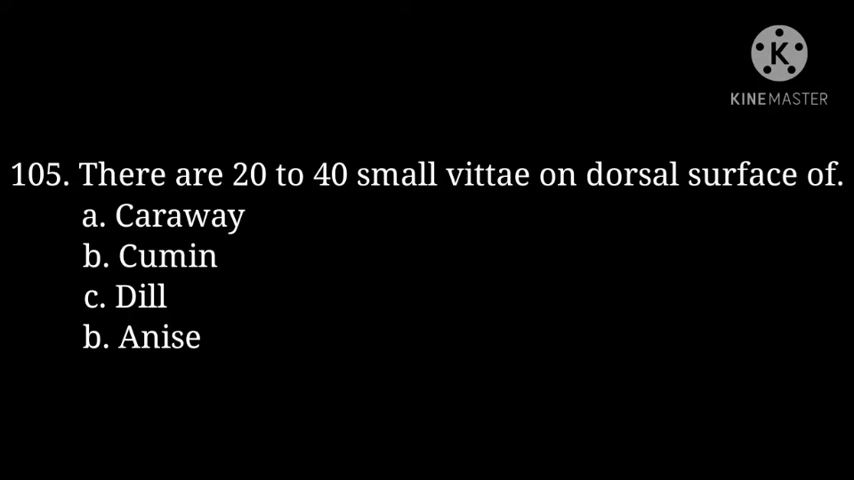 K
KINEMASTER
105. There are 20 to 40 small vittae on dorsal surface of.
a. Caraway
b. Cumin
c. Dill
b. Anise